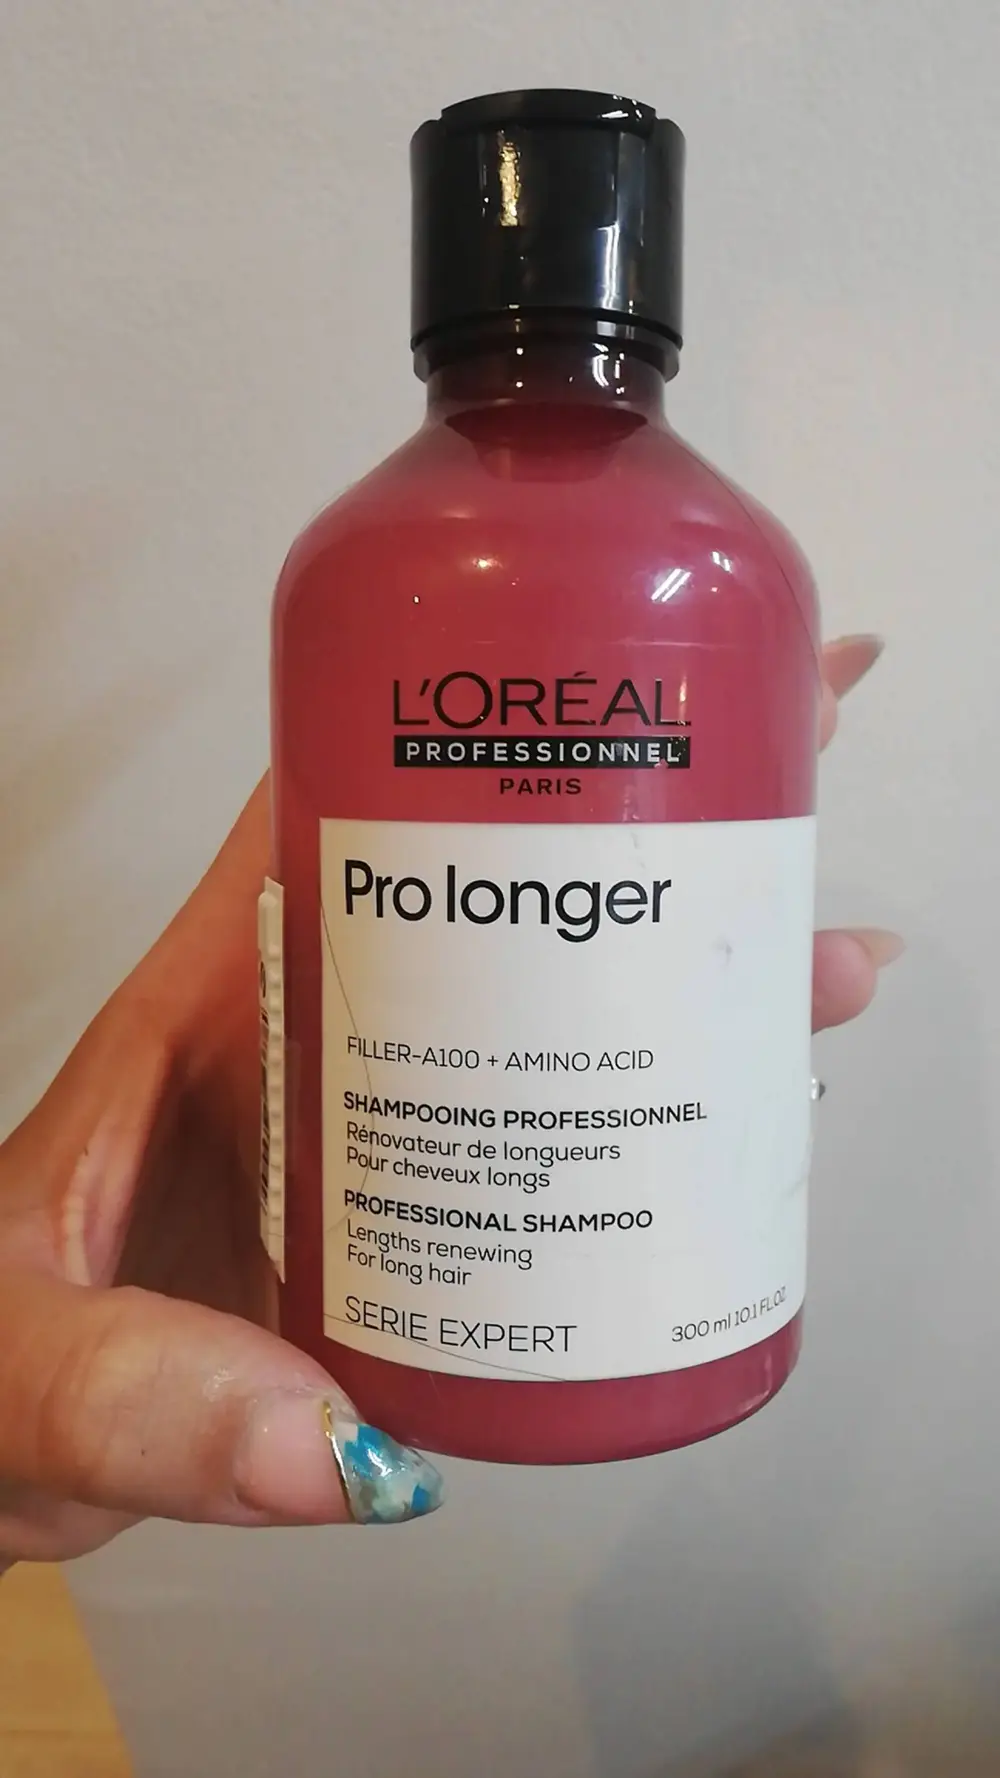 L'ORÉAL
PROFESSIONNEL
PARIS
Pro longer
FILLER-A100 + AMINO ACID
SHAMPOOING PROFESSIONNEL
Rénovateur de longueurs
Pour cheveux longs
PROFESSIONAL SHAMPOO
Lengths renewing
For long hair
SERIE EXPERT
300 ml 10.1 FL.OZ.